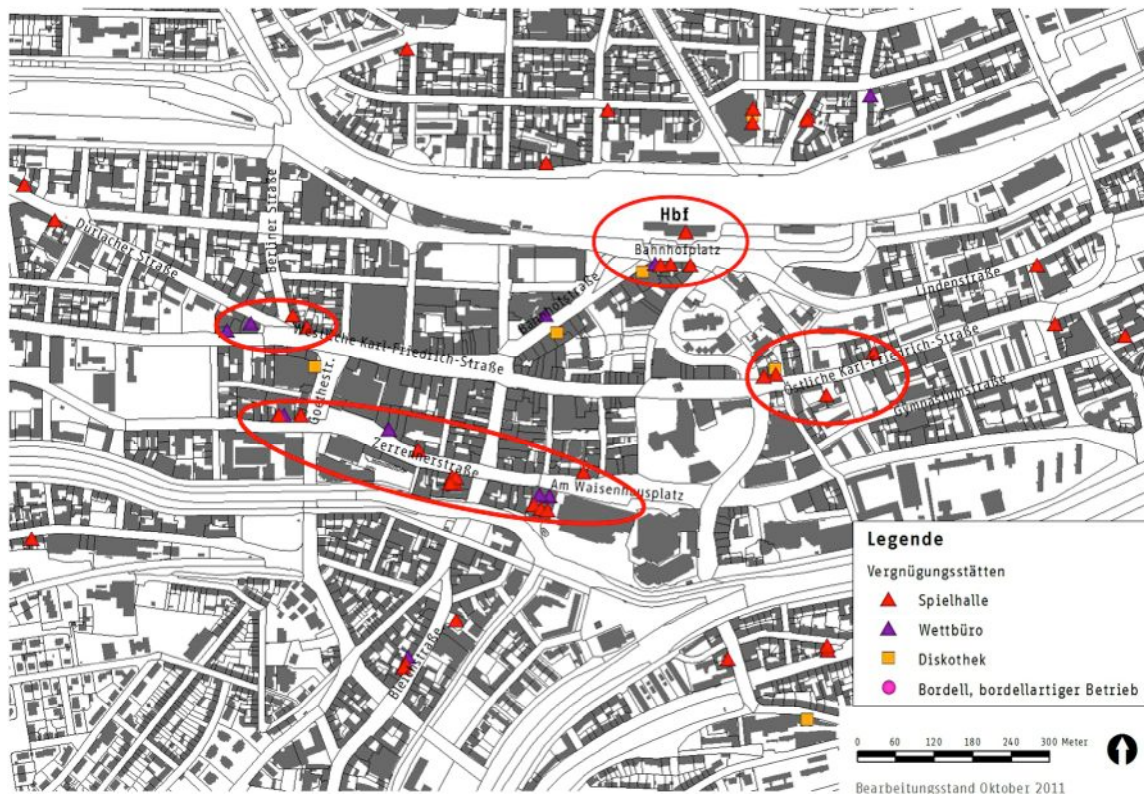 Hbf
Bahnhofplatz
Berliner Straße
Dürlacher Straße
Lindenstraße
Bahnhofstraße
Westliche Karl-Friedrich-Straße
Östliche Karl-Friedrich-Straße
Gymnasiumstraße
Goethestr.
Zerrennerstraße
Am Waisenhausplatz
Bleichstraße
Legende
Vergnügungsstätten
Spielhalle
Wettbüro
Diskothek
Bordell, bordellartiger Betrieb
0 60 120 180 240 300 Meter
Bearbeitungsstand Oktober 2011